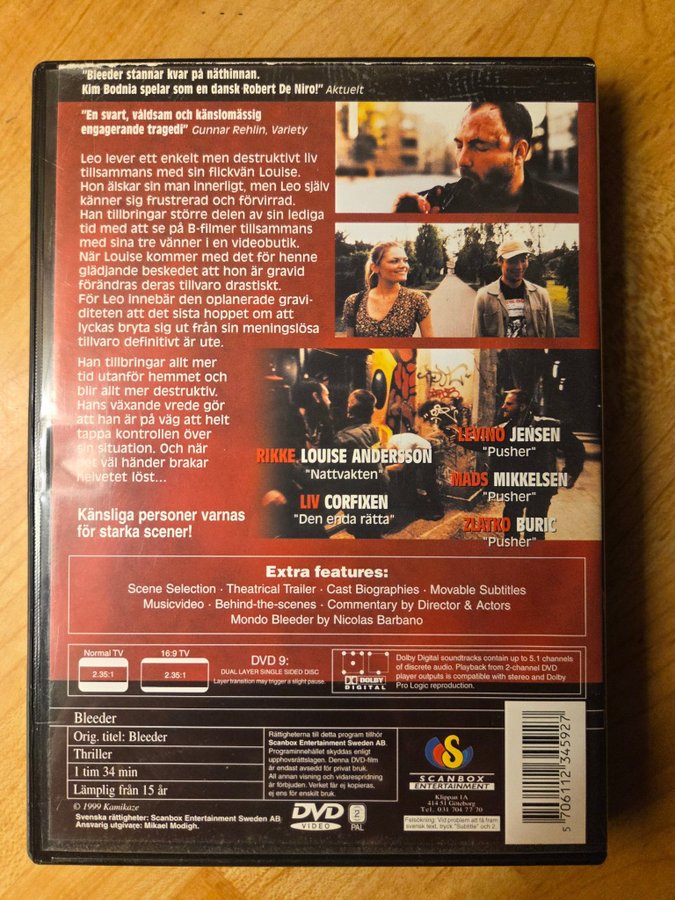 "Bleeder stannar kvar på näthinnan.
Kim Bodnia spelar som en dansk Robert De Niro!" Aktuelt
"En svart, våldsam och känslomässig
engagerande tragedi" Gunnar Rehlin, Variety
Leo lever ett enkelt men destruktivt liv
tillsammans med sin flickvän Louise.
Hon älskar sin man innerligt, men Leo själv
känner sig frustrerad och förvirrad.
Han tillbringar större delen av sin lediga
tid med att se på B-filmer tillsammans
med sina tre vänner i en videobutik.
När Louise kommer med det för henne
glädjande beskedet att hon är gravid
förändras deras tillvaro drastiskt.
För Leo innebär den oplanerade gravi-
diteten att det sista hoppet om att
lyckas bryta sig ut från sin meningslösa
tillvaro definitivt är ute.
Han tillbringar allt mer
tid utanför hemmet och
blir allt mer destruktiv.
Hans växande vrede gör
att han är på väg att helt
tappa kontrollen över
sin situation. Och när
det väl händer brakar
helvetet löst...
Känsliga personer varnas
för starka scener!
RIKKE LOUISE ANDERSSON
"Nattvakten"
LIV CORFIXEN
"Den enda rätta"
LEVINO JENSEN
"Pusher"
MADS MIKKELSEN
"Pusher"
ZLATKO BURIC
"Pusher"
Extra features:
Scene Selection · Theatrical Trailer · Cast Biographies · Movable Subtitles
Musicvideo · Behind-the-scenes · Commentary by Director & Actors
Mondo Bleeder by Nicolas Barbano
Normal TV
2.35:1
16:9 TV
2.35:1
DVD 9:
DUAL LAYER SINGLE SIDED DISC
Layer transition may trigger a slight pause.
DOLBY
DIGITAL
Dolby Digital soundtracks contain up to 5.1 channels
of discrete audio. Playback from 2-channel DVD
player outputs is compatible with stereo and Dolby
Pro Logic reproduction.
Bleeder
Orig. titel: Bleeder
Thriller
1 tim 34 min
Lämplig från 15 år
© 1999 Kamikaze
Svenska rättigheter: Scanbox Entertainment Sweden AB.
Ansvarig utgivare: Mikael Modigh.
Rättigheterna till detta program tillhör
Scanbox Entertainment Sweden AB.
Programinnehållet skyddas enligt
upphovsrättslagen. Denna DVD-film
är endast avsedd för privat bruk.
All annan visning och vidarespridning
är förbjuden. Verket får ej kopieras,
ej ens för enskilt bruk.
DVD
VIDEO
2
PAL
S
SCANBOX
ENTERTAINMENT
Klippan 1A
414 51 Göteborg
Tel. 031 704 77 70
Felsökning: Vid problem att få fram
svensk text, tryck "Subtitle" och 2
5 706112 345927